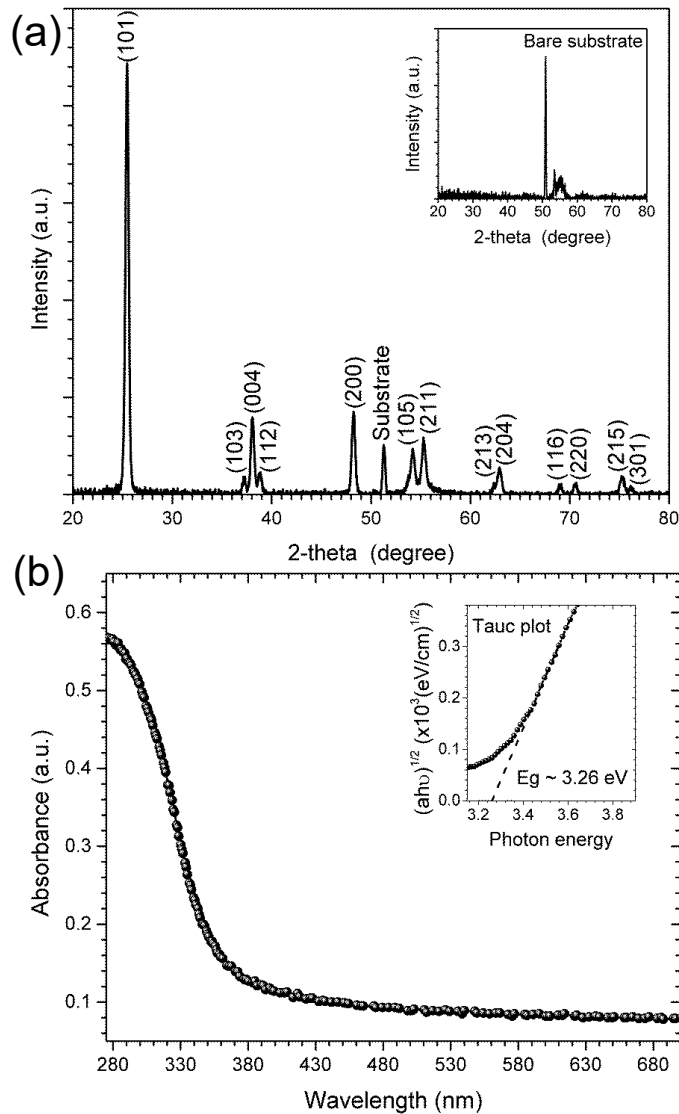 (a)
Bare substrate
Intensity (a.u.)
20 30 40 50 60 70 80
2-theta (degree)
Intensity (a.u.)
(101)
(103)
(004)
(112)
(200)
Substrate
(105)
(211)
(213)
(204)
(116)
(220)
(215)
(301)
20 30 40 50 60 70 80
2-theta (degree)
(b)
Absorbance (a.u.)
0.6
0.5
0.4
0.3
0.2
0.1
Tauc plot
(ahυ)^1/2 (x10^3(eV/cm)^1/2)
0.3
0.2
0.1
0.0
Eg ~ 3.26 eV
3.2 3.4 3.6 3.8
Photon energy
280 330 380 430 480 530 580 630 680
Wavelength (nm)